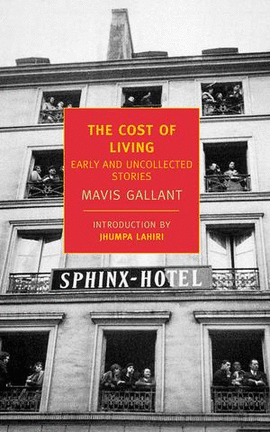 THE COST OF
LIVING
EARLY AND UNCOLLECTED
STORIES
MAVIS GALLANT
INTRODUCTION BY
JHUMPA LAHIRI
SPHINX-HOTEL